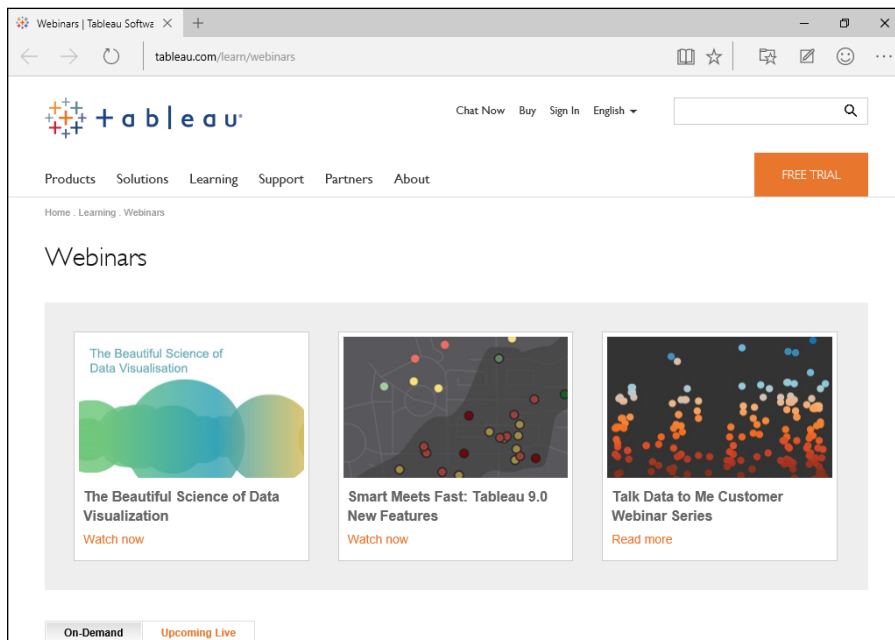 Webinars | Tableau Softwa
tableau.com/learn/webinars
tableau
Chat Now Buy Sign In English
Products Solutions Learning Support Partners About
FREE TRIAL
Home . Learning . Webinars
Webinars
The Beautiful Science of
Data Visualisation
The Beautiful Science of Data
Visualization
Watch now
Smart Meets Fast: Tableau 9.0
New Features
Watch now
Talk Data to Me Customer
Webinar Series
Read more
On-Demand Upcoming Live